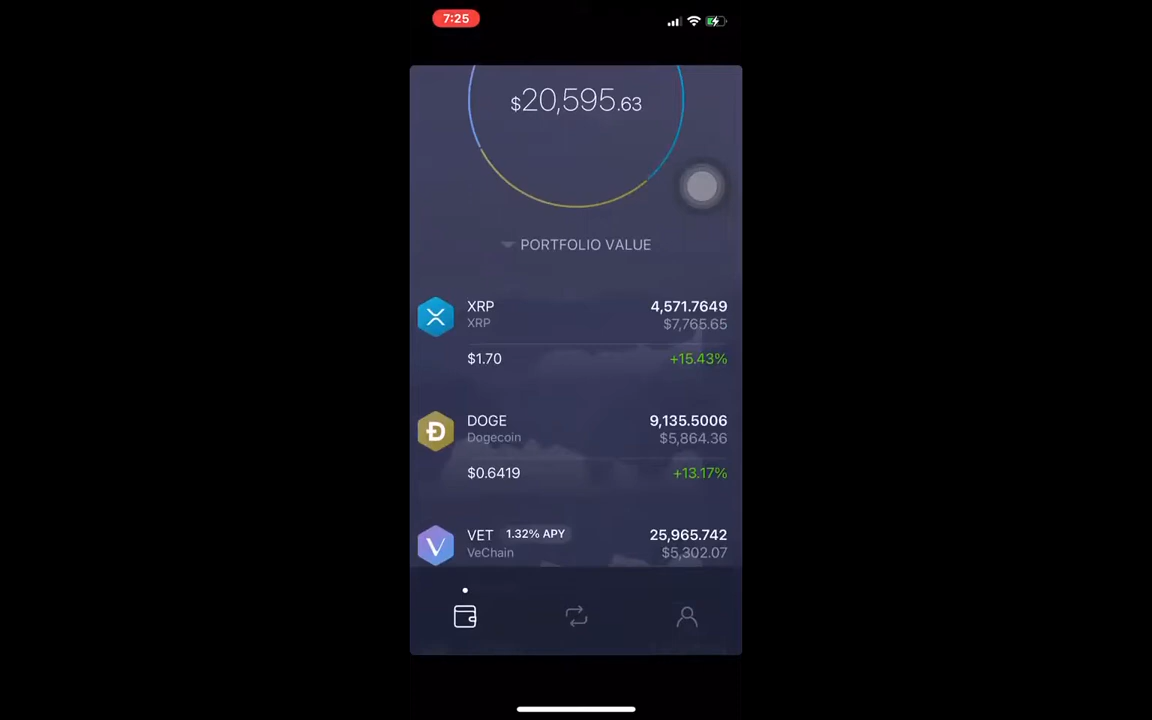 7:25
$20,595.63
PORTFOLIO VALUE
XRP 4,571.7649
XRP $7,765.65
$1.70 +15.43%
DOGE 9,135.5006
Dogecoin $5,864.36
$0.6419 +13.17%
VET 1.32% APY 25,965.742
VeChain $5,302.07